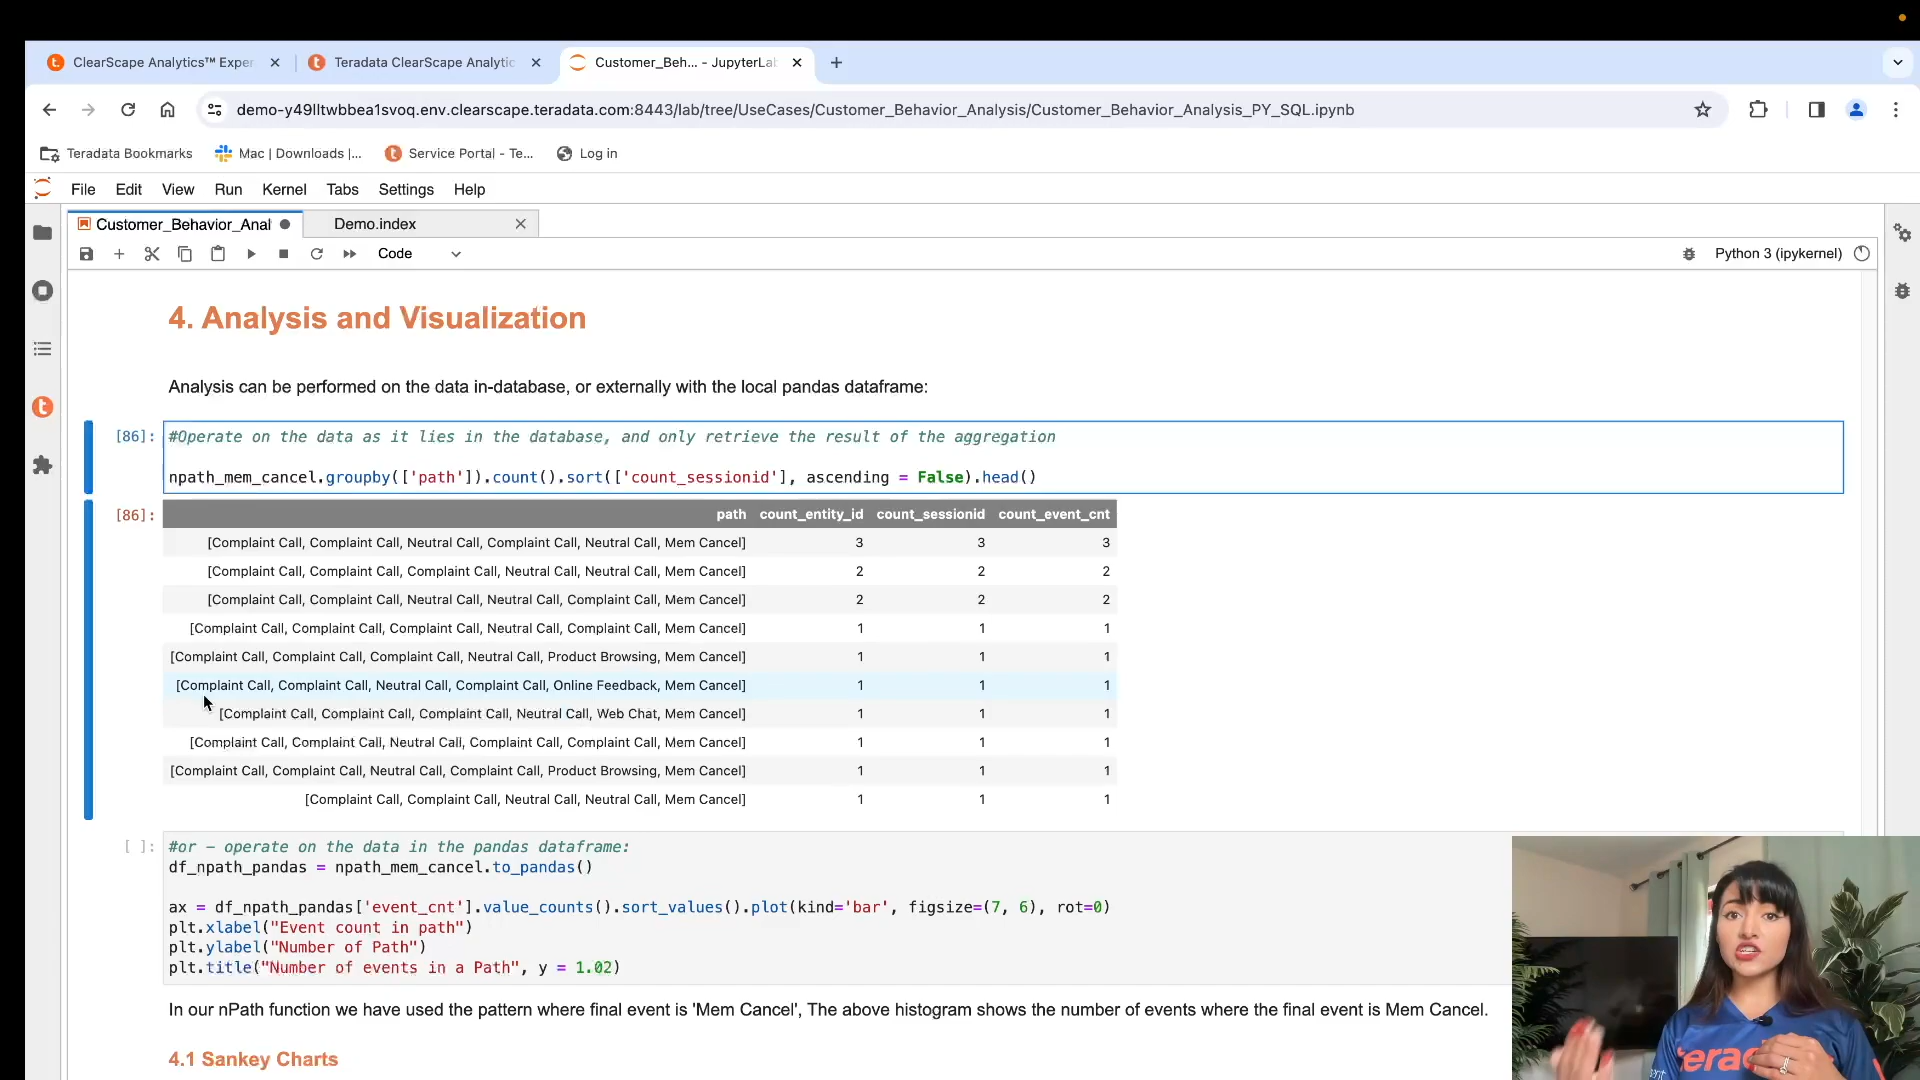 ClearScape Analytics™ Exper
Teradata ClearScape Analytic
Customer_Beh... - JupyterLab
demo-y49lltwbbea1svoq.env.clearscape.teradata.com:8443/lab/tree/UseCases/Customer_Behavior_Analysis/Customer_Behavior_Analysis_PY_SQL.ipynb
Teradata Bookmarks
Mac | Downloads |...
Service Portal - Te...
Log in
File Edit View Run Kernel Tabs Settings Help
Customer_Behavior_Anal
Demo.index
Code
Python 3 (ipykernel)
4. Analysis and Visualization
Analysis can be performed on the data in-database, or externally with the local pandas dataframe:
[86]: #Operate on the data as it lies in the database, and only retrieve the result of the aggregation
npath_mem_cancel.groupby(['path']).count().sort(['count_sessionid'], ascending = False).head()
[86]: path count_entity_id count_sessionid count_event_cnt
[Complaint Call, Complaint Call, Neutral Call, Complaint Call, Neutral Call, Mem Cancel] 3 3 3
[Complaint Call, Complaint Call, Complaint Call, Neutral Call, Neutral Call, Mem Cancel] 2 2 2
[Complaint Call, Complaint Call, Neutral Call, Neutral Call, Complaint Call, Mem Cancel] 2 2 2
[Complaint Call, Complaint Call, Complaint Call, Neutral Call, Complaint Call, Mem Cancel] 1 1 1
[Complaint Call, Complaint Call, Complaint Call, Neutral Call, Product Browsing, Mem Cancel] 1 1 1
[Complaint Call, Complaint Call, Neutral Call, Complaint Call, Online Feedback, Mem Cancel] 1 1 1
[Complaint Call, Complaint Call, Complaint Call, Neutral Call, Web Chat, Mem Cancel] 1 1 1
[Complaint Call, Complaint Call, Neutral Call, Complaint Call, Complaint Call, Mem Cancel] 1 1 1
[Complaint Call, Complaint Call, Neutral Call, Complaint Call, Product Browsing, Mem Cancel] 1 1 1
[Complaint Call, Complaint Call, Neutral Call, Neutral Call, Mem Cancel] 1 1 1
[ ]: #or – operate on the data in the pandas dataframe:
df_npath_pandas = npath_mem_cancel.to_pandas()
ax = df_npath_pandas['event_cnt'].value_counts().sort_values().plot(kind='bar', figsize=(7, 6), rot=0)
plt.xlabel("Event count in path")
plt.ylabel("Number of Path")
plt.title("Number of events in a Path", y = 1.02)
In our nPath function we have used the pattern where final event is 'Mem Cancel', The above histogram shows the number of events where the final event is Mem Cancel.
4.1 Sankey Charts